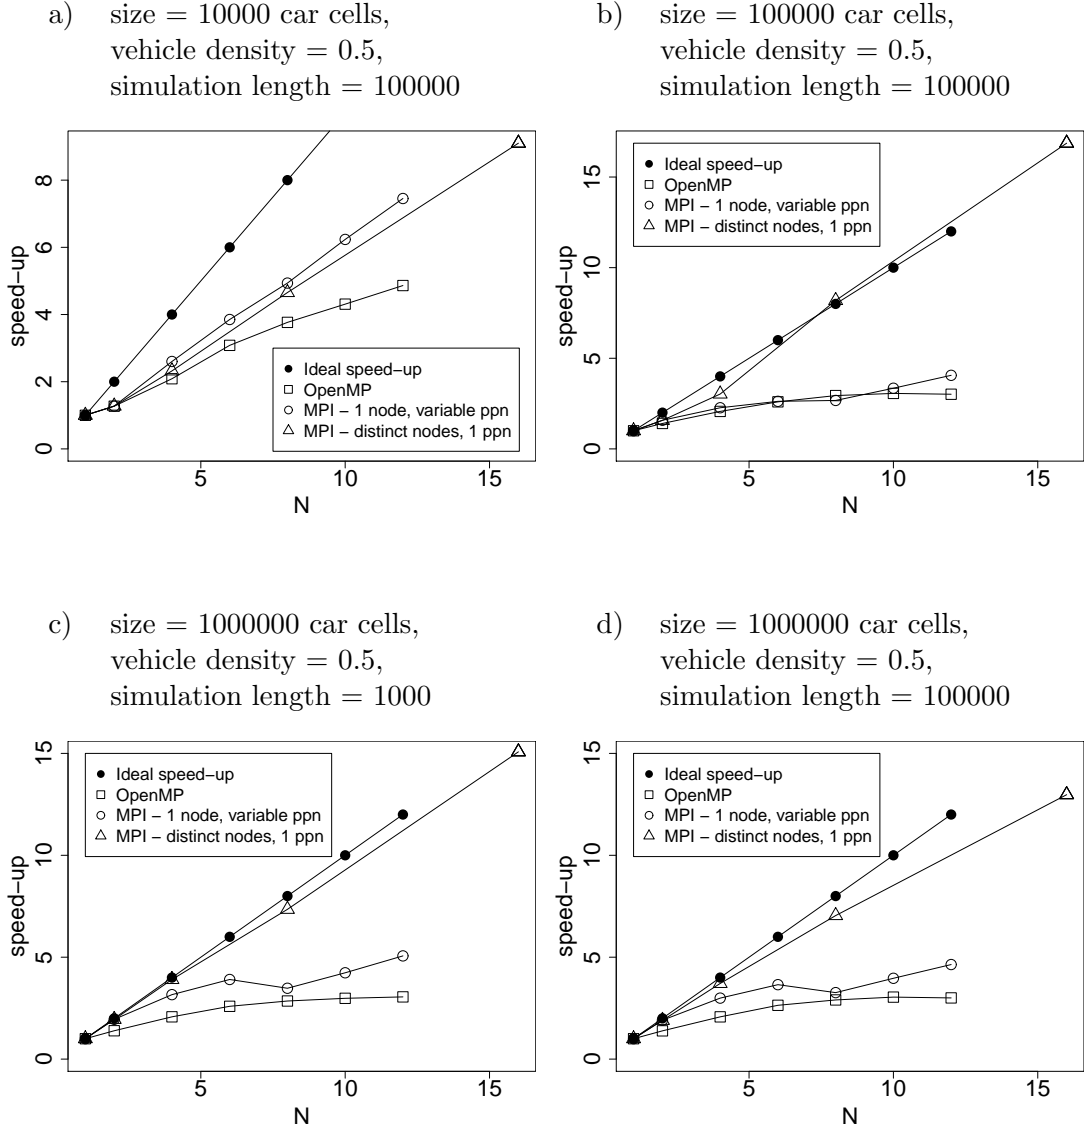 a) size = 10000 car cells,
vehicle density = 0.5,
simulation length = 100000
speed−up
8
6
4
2
0
Ideal speed−up
OpenMP
MPI − 1 node, variable ppn
MPI − distinct nodes, 1 ppn
5 10 15
N
b) size = 100000 car cells,
vehicle density = 0.5,
simulation length = 100000
speed−up
15
10
5
0
Ideal speed−up
OpenMP
MPI − 1 node, variable ppn
MPI − distinct nodes, 1 ppn
5 10 15
N
c) size = 1000000 car cells,
vehicle density = 0.5,
simulation length = 1000
speed−up
15
10
5
0
Ideal speed−up
OpenMP
MPI − 1 node, variable ppn
MPI − distinct nodes, 1 ppn
5 10 15
N
d) size = 1000000 car cells,
vehicle density = 0.5,
simulation length = 100000
speed−up
15
10
5
0
Ideal speed−up
OpenMP
MPI − 1 node, variable ppn
MPI − distinct nodes, 1 ppn
5 10 15
N